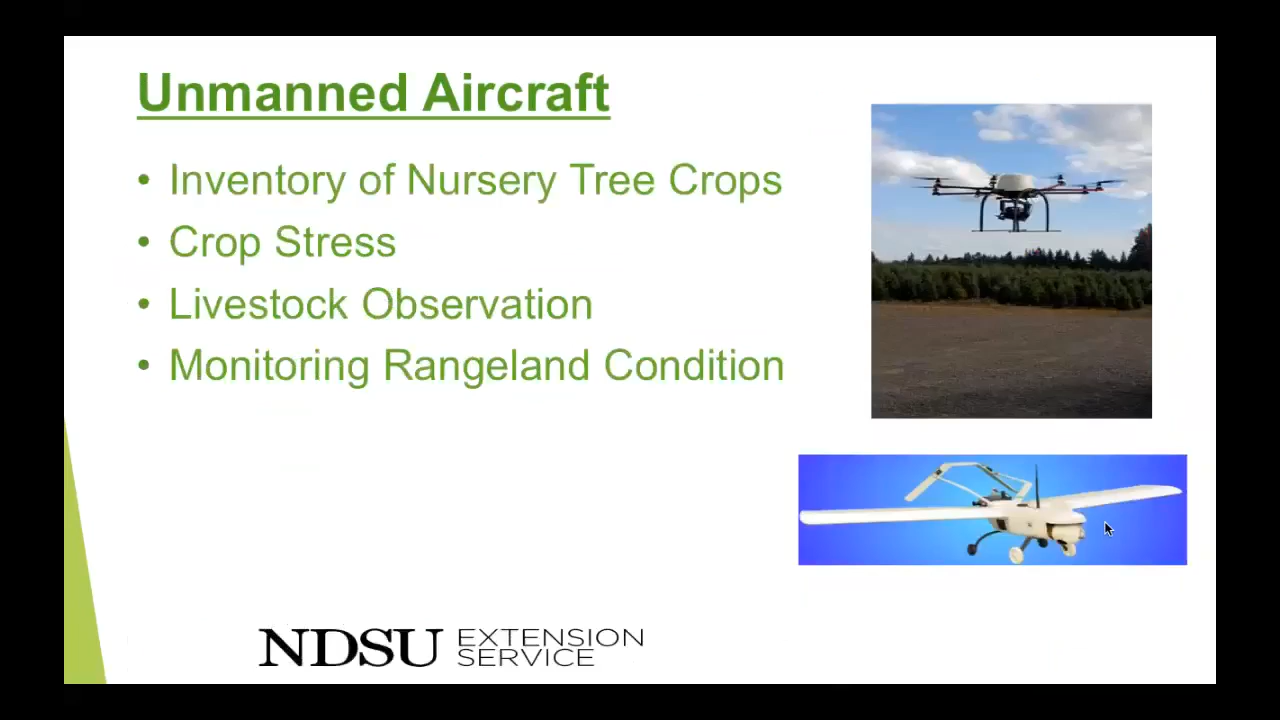 Unmanned Aircraft
• Inventory of Nursery Tree Crops
• Crop Stress
• Livestock Observation
• Monitoring Rangeland Condition
NDSU EXTENSION
SERVICE